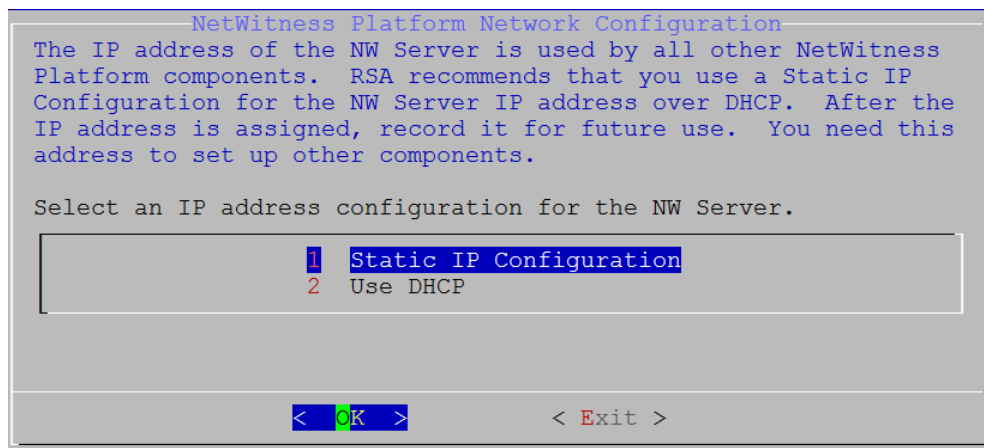 NetWitness Platform Network Configuration
The IP address of the NW Server is used by all other NetWitness
Platform components.  RSA recommends that you use a Static IP
Configuration for the NW Server IP address over DHCP.  After the
IP address is assigned, record it for future use.  You need this
address to set up other components.
Select an IP address configuration for the NW Server.
1 Static IP Configuration
2 Use DHCP
< OK > < Exit >